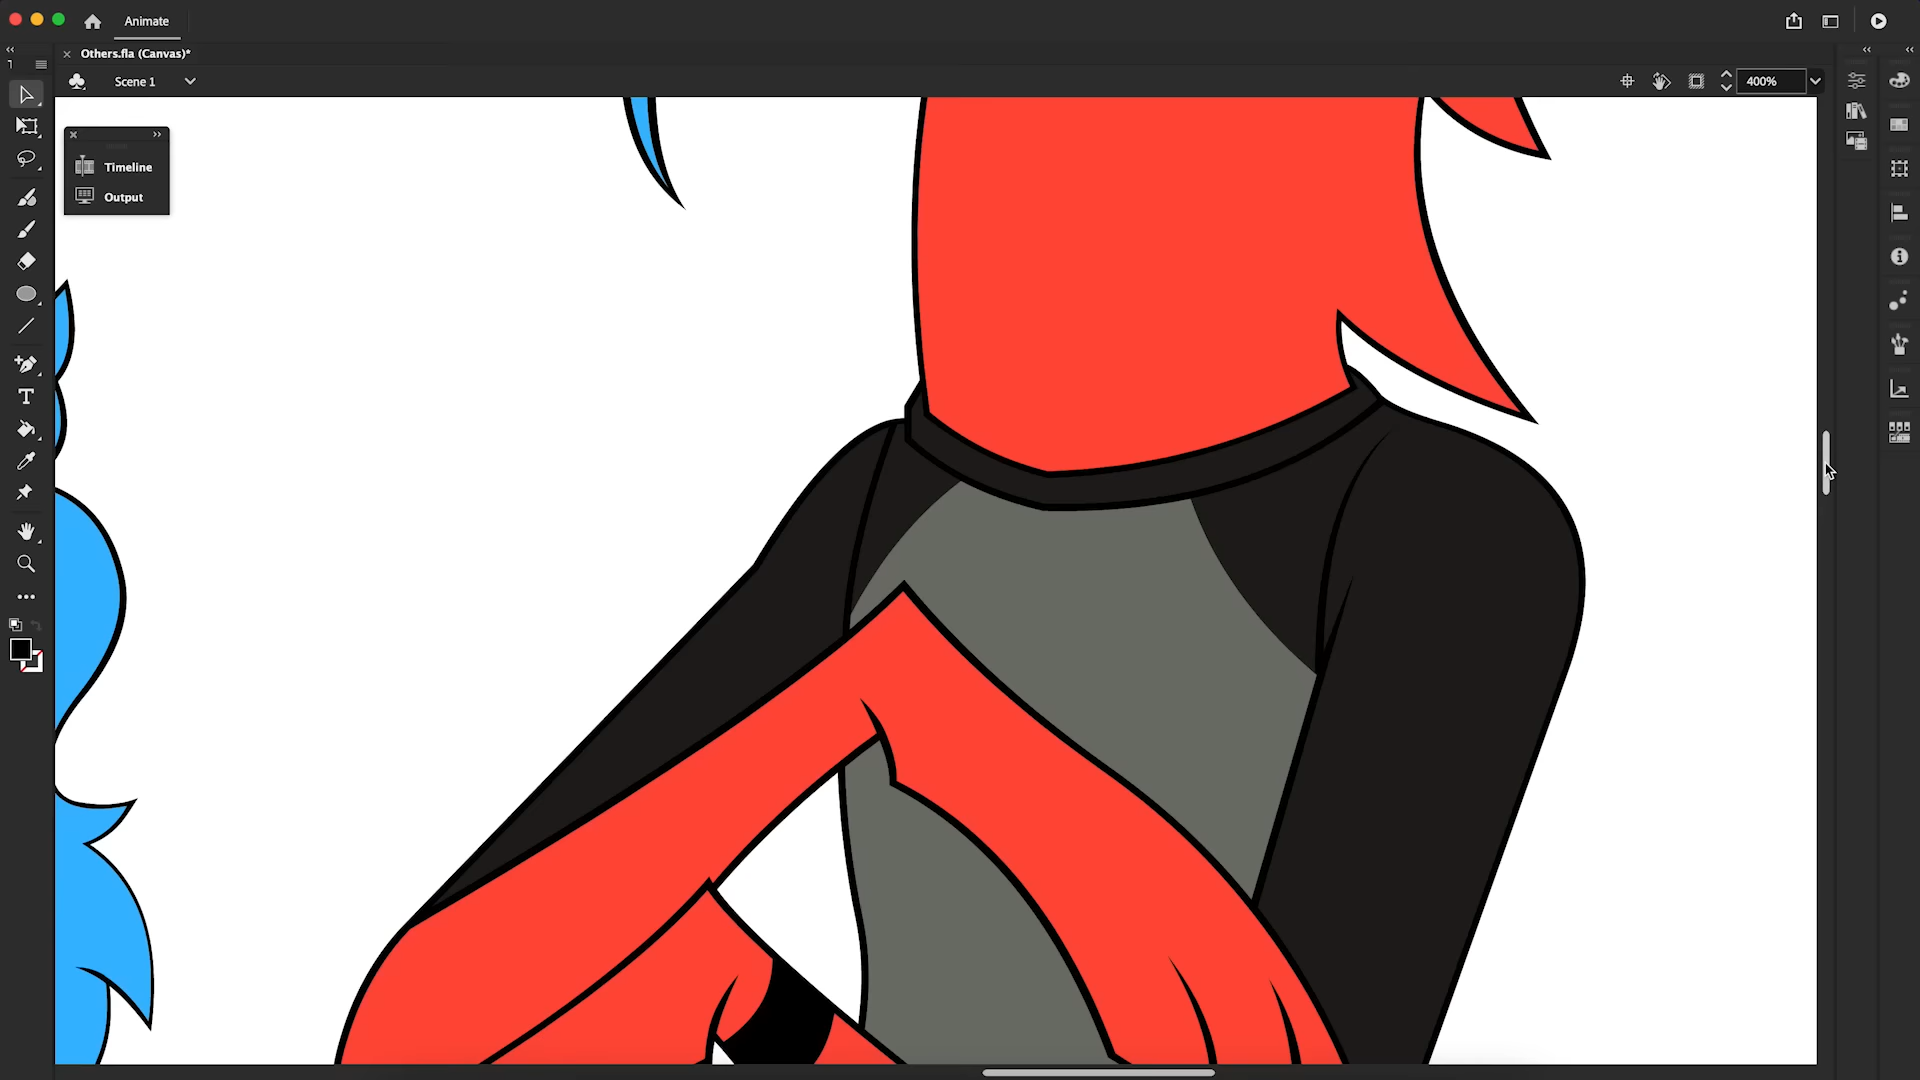 Animate
Others.fla (Canvas)*
Scene 1
400%
Timeline
Output